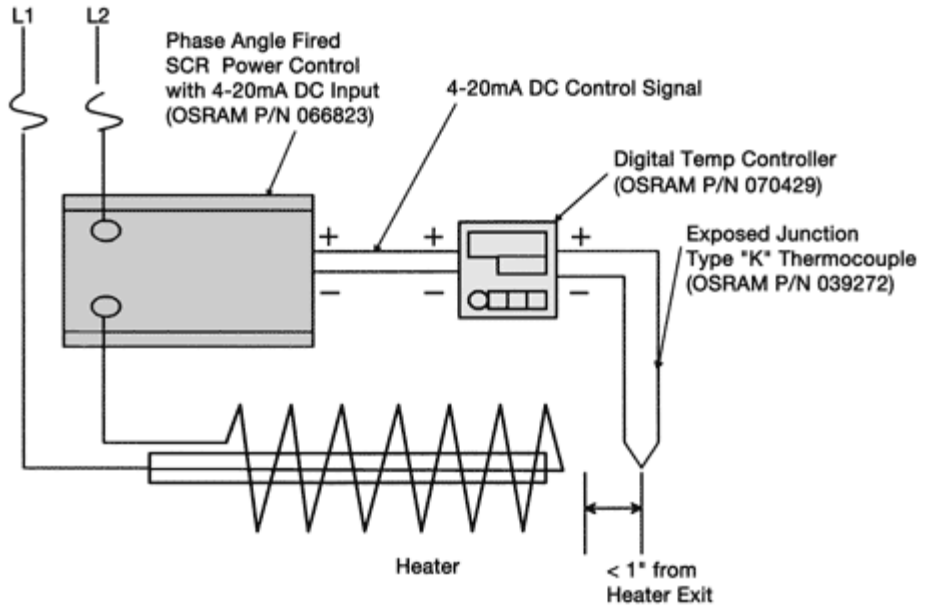 L1
L2
Phase Angle Fired
SCR Power Control
with 4-20mA DC Input
(OSRAM P/N 066823)
4-20mA DC Control Signal
Digital Temp Controller
(OSRAM P/N 070429)
Exposed Junction
Type "K" Thermocouple
(OSRAM P/N 039272)
+ + +
− − −
Heater
< 1" from
Heater Exit